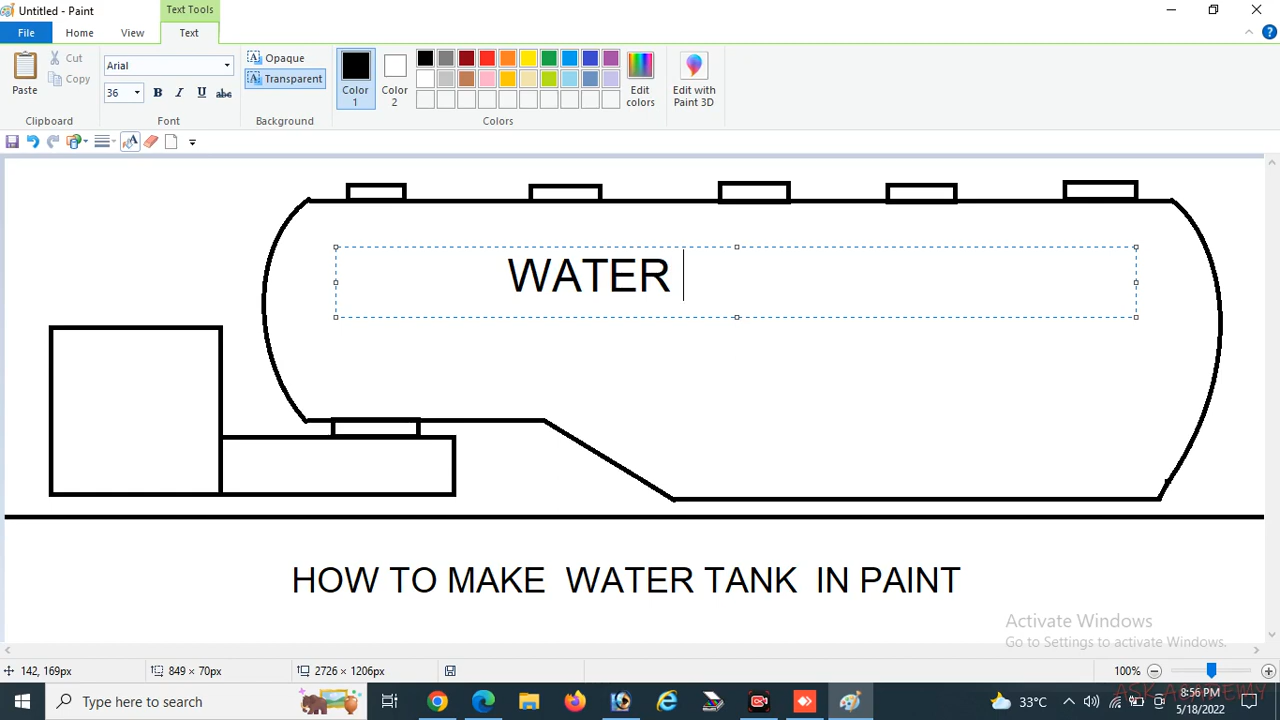 Untitled - Paint
Text Tools
File
Home
View
Text
Paste
Cut
Copy
Clipboard
Arial
36
B I U abc
Font
Opaque
Transparent
Background
Color 1
Color 2
Edit colors
Colors
Edit with Paint 3D
WATER
HOW TO MAKE WATER TANK IN PAINT
Activate Windows
Go to Settings to activate Windows.
142, 169px
849 × 70px
2726 × 1206px
100%
Type here to search
33°C
8:56 PM
5/18/2022
ASK ACADEMY